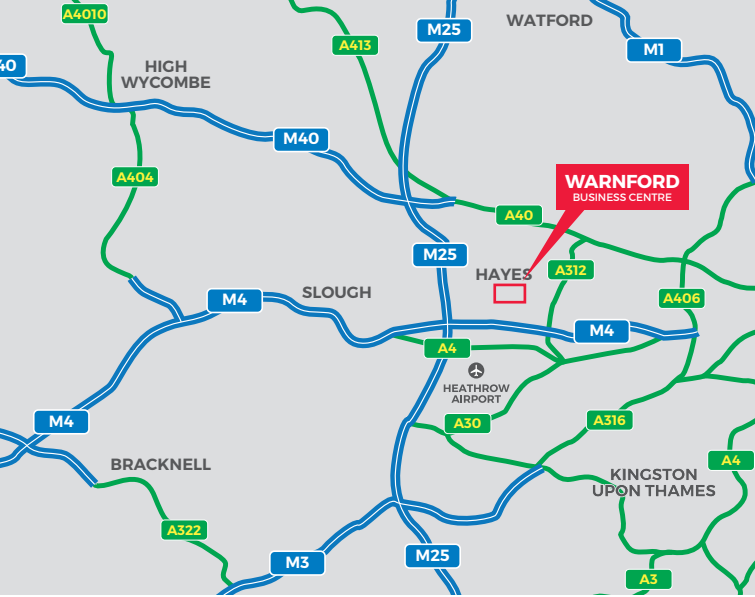 A4010
M25
WATFORD
A413
M1
40
HIGH
WYCOMBE
M40
A404
WARNFORD
BUSINESS CENTRE
A40
M25
HAYES
A312
SLOUGH
M4
A406
M4
A4
HEATHROW
AIRPORT
M4
A30
A316
BRACKNELL
A4
KINGSTON
UPON THAMES
A322
M3
M25
A3